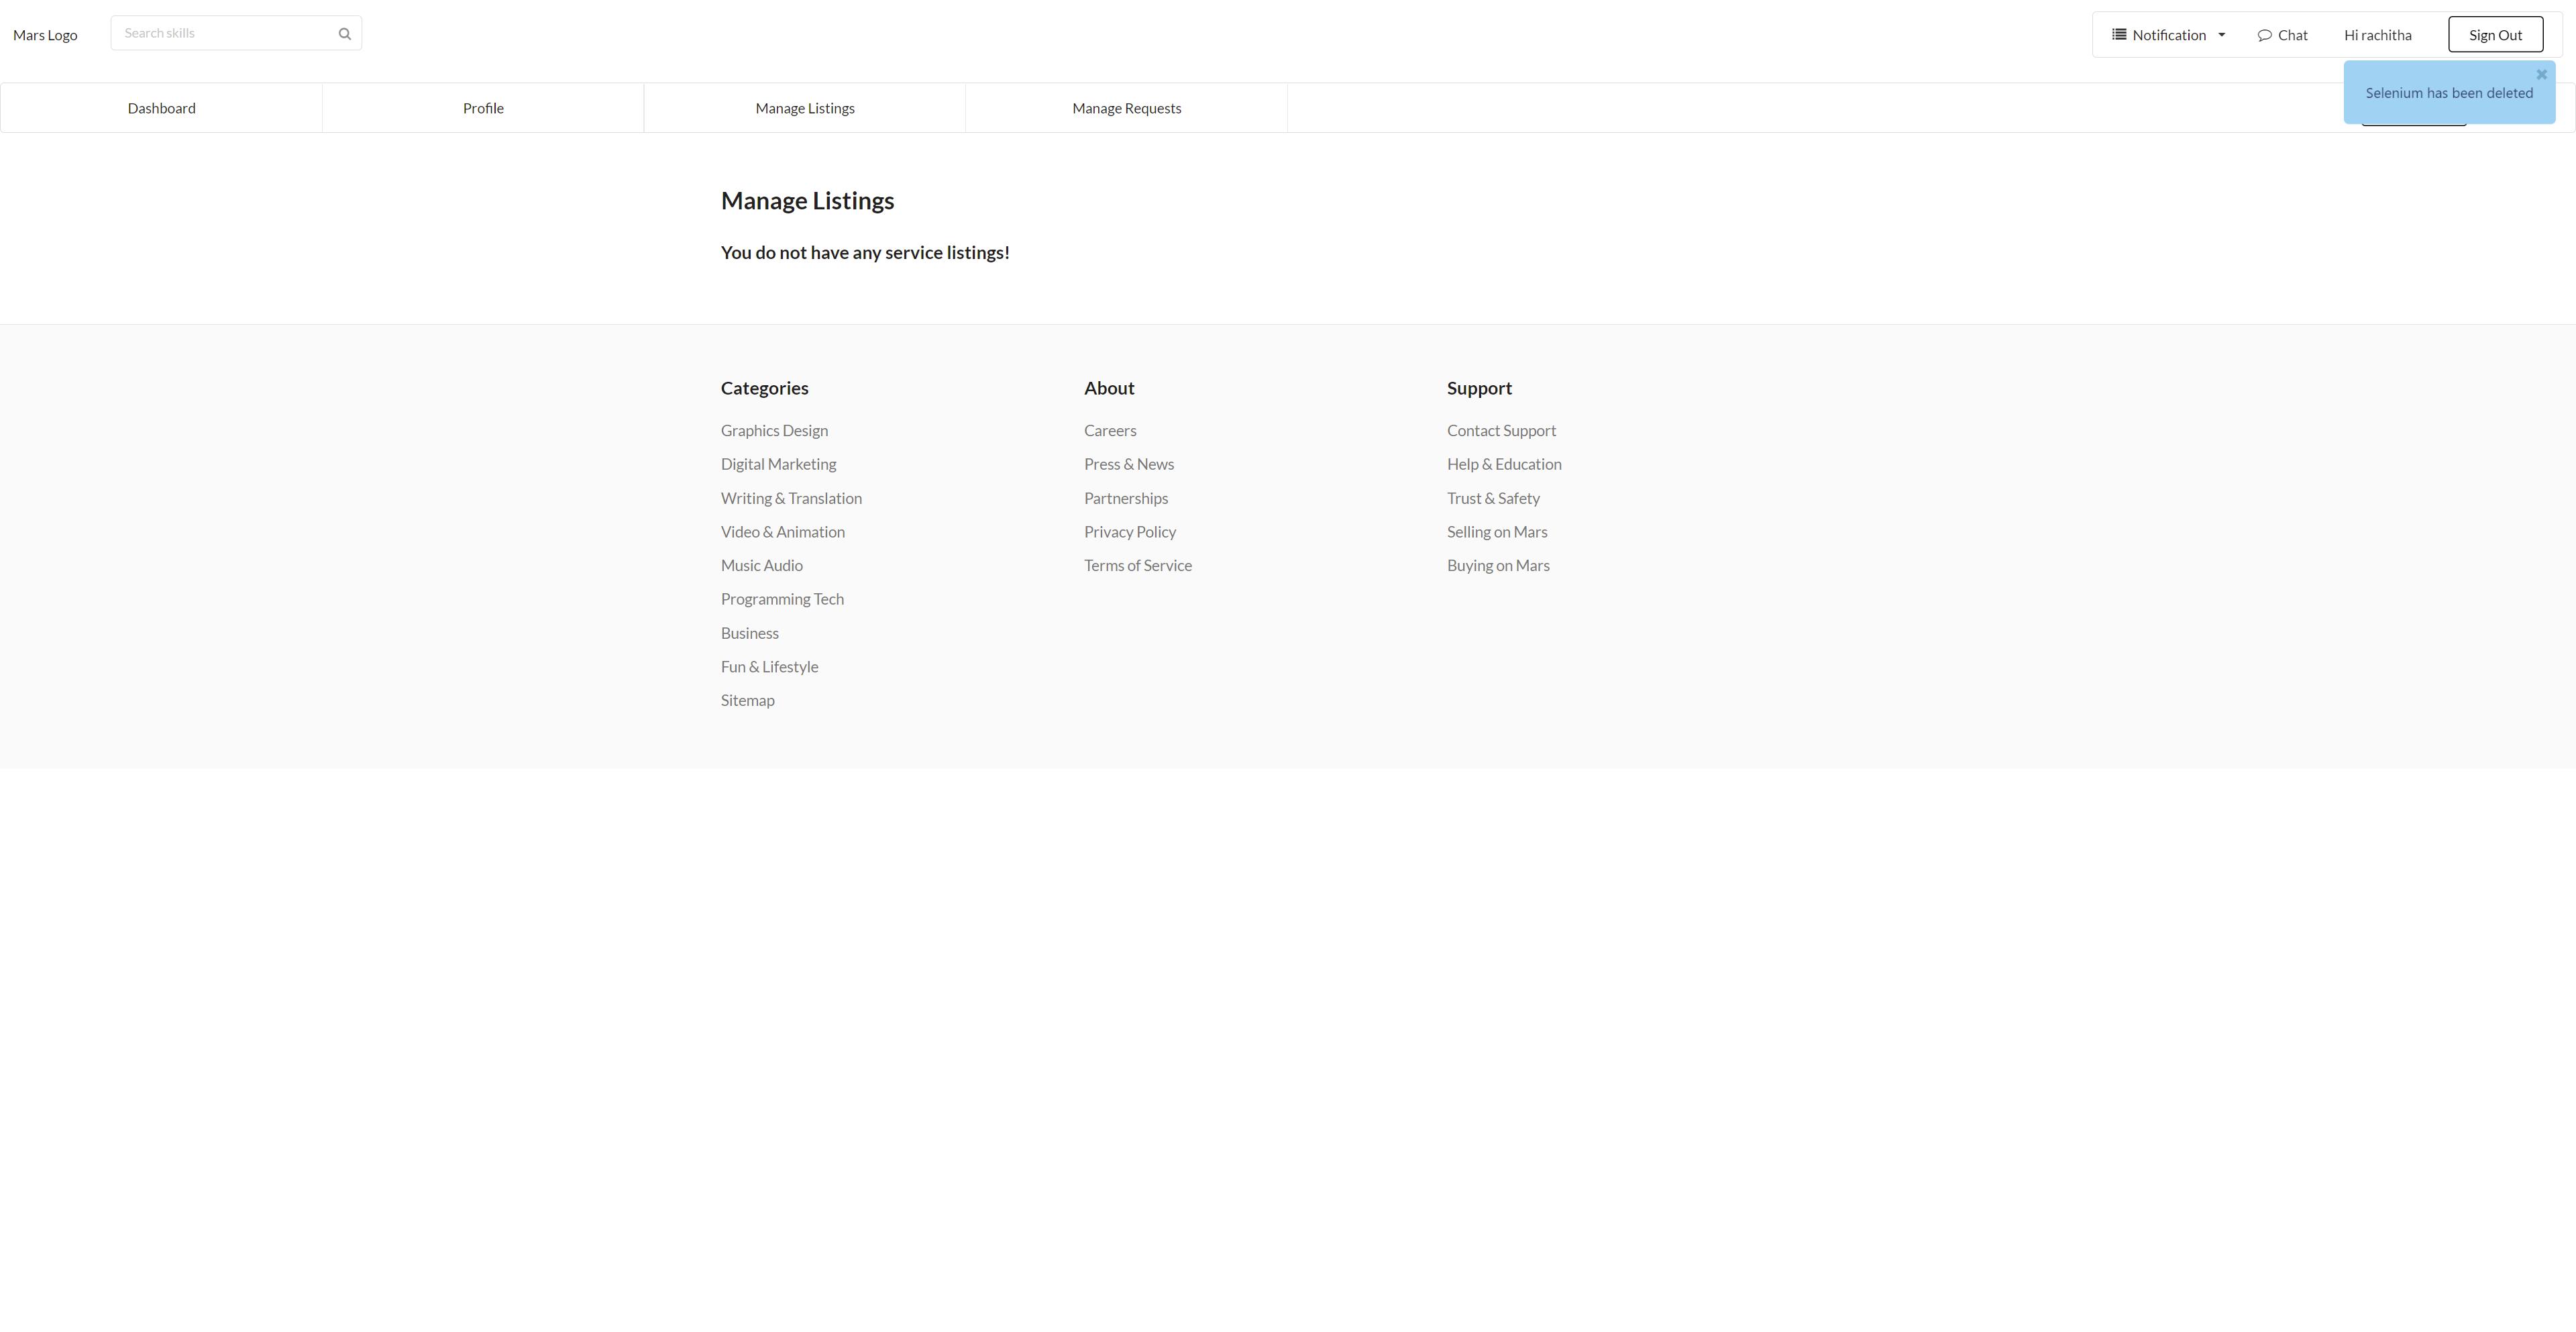 Mars Logo
Search skills
Notification
Chat
Hi rachitha
Sign Out
Selenium has been deleted
Dashboard
Profile
Manage Listings
Manage Requests
Manage Listings
You do not have any service listings!
Categories
Graphics Design
Digital Marketing
Writing & Translation
Video & Animation
Music Audio
Programming Tech
Business
Fun & Lifestyle
Sitemap
About
Careers
Press & News
Partnerships
Privacy Policy
Terms of Service
Support
Contact Support
Help & Education
Trust & Safety
Selling on Mars
Buying on Mars